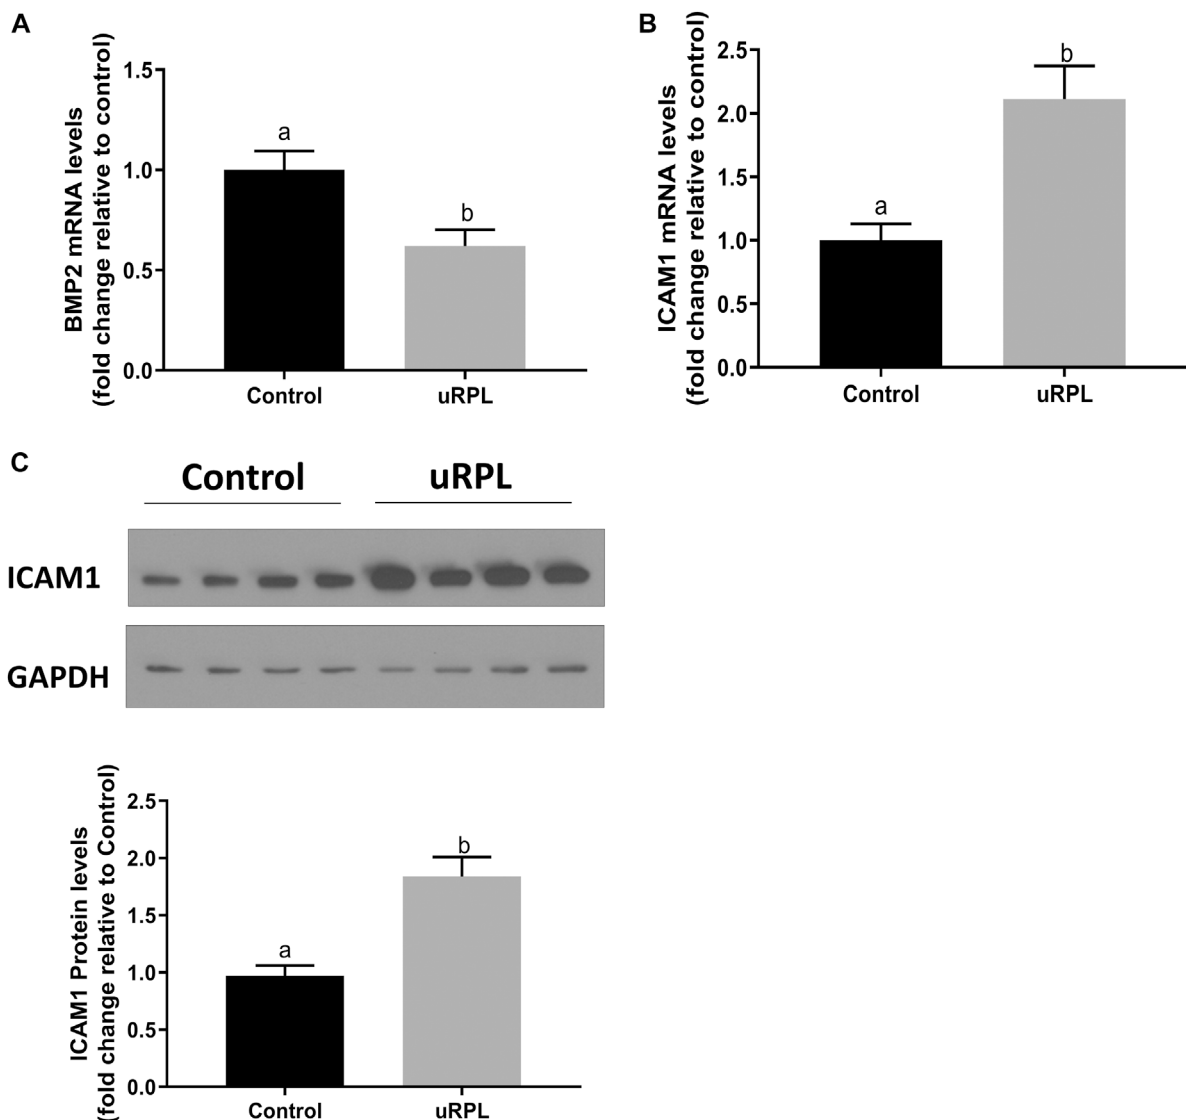 A
BMP2 mRNA levels
(fold change relative to control)
1.5
1.0
0.5
0.0
a
b
Control
uRPL
B
ICAM1 mRNA levels
(fold change relative to control)
2.5
2.0
1.5
1.0
0.5
0.0
a
b
Control
uRPL
C
Control
uRPL
ICAM1
GAPDH
ICAM1 Protein levels
(fold change relative to Control)
2.5
2.0
1.5
1.0
0.5
0.0
a
b
Control
uRPL